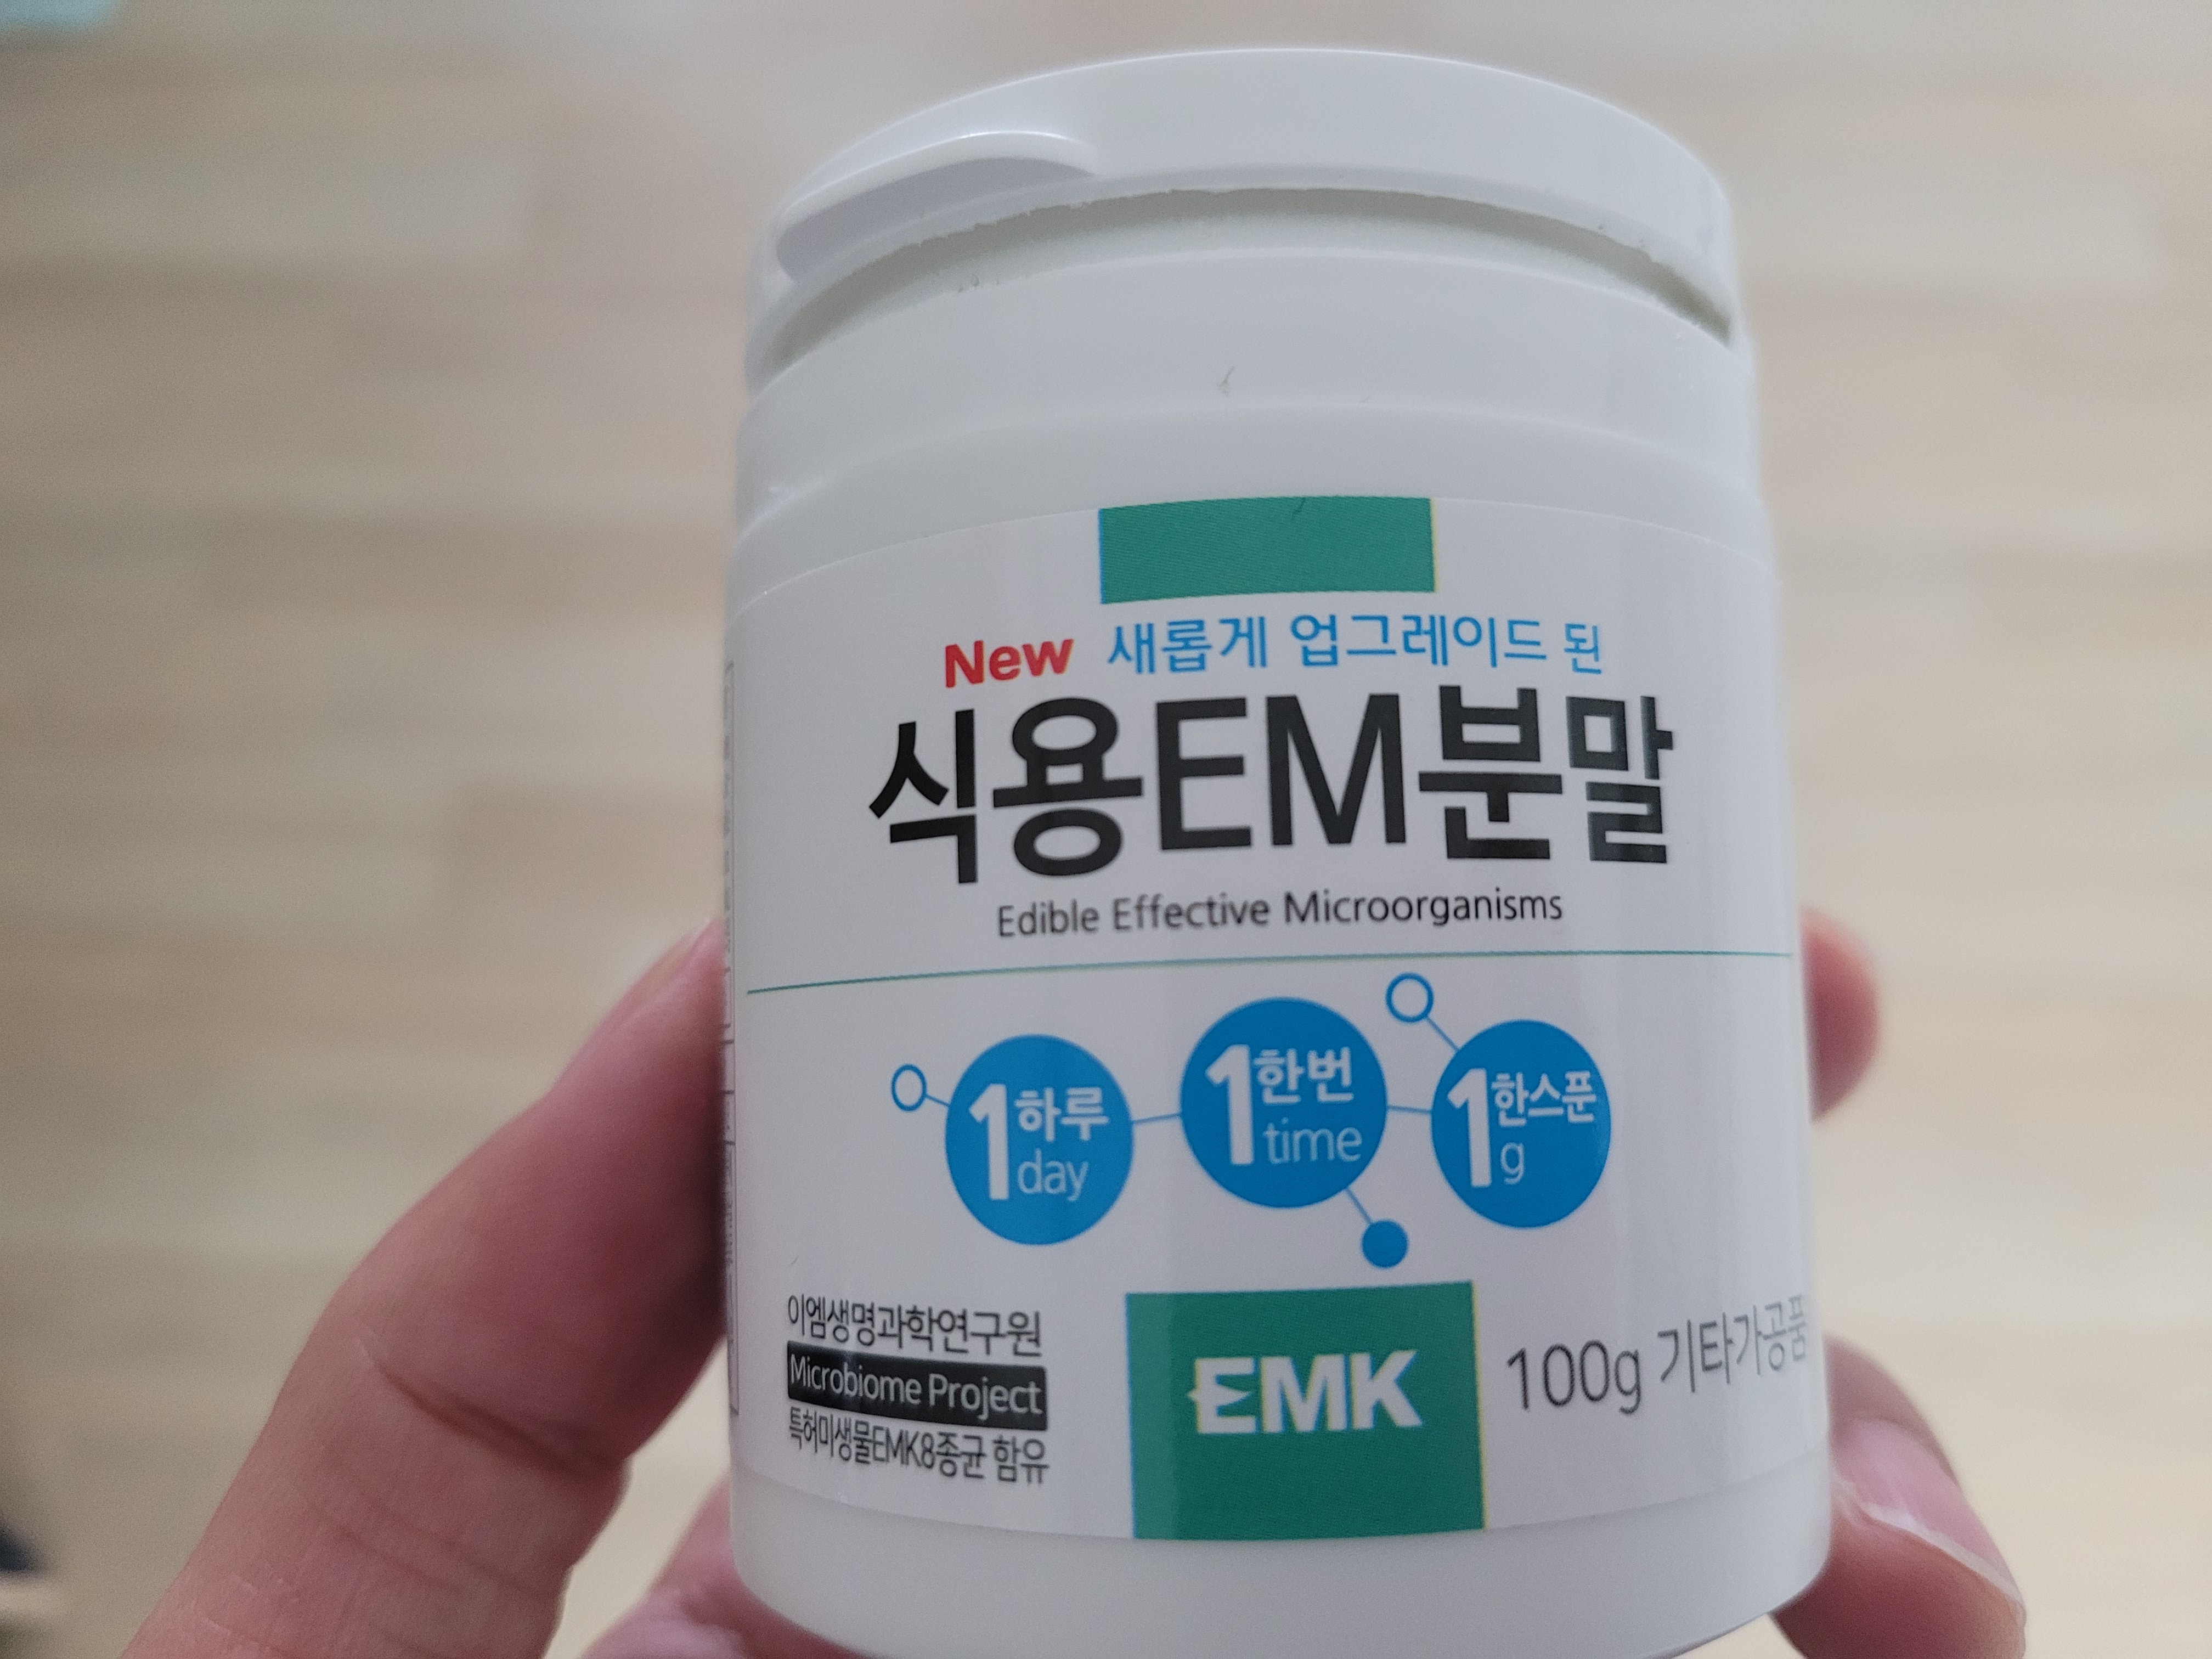 New 새롭게 업그레이드 된
식용EM분말
Edible Effective Microorganisms
1 하루 day
1 한번 time
1 한스푼 g
이엠생명과학연구원
Microbiome Project
특허미생물EMK8종균 함유
EMK
100g 기타가공품